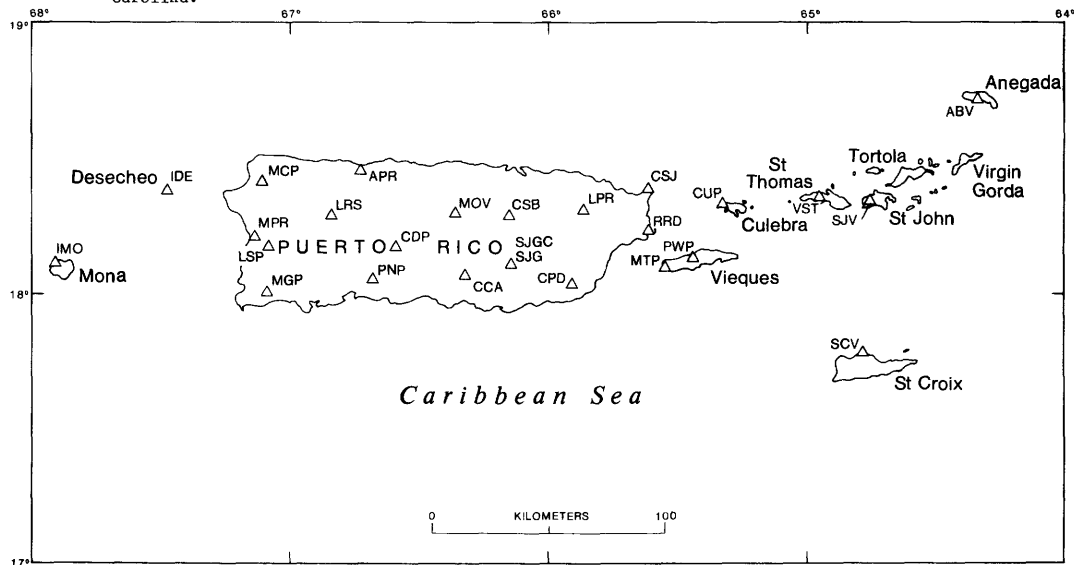 Carolina.
68° 67° 66° 65° 64°
19°
Anegada
ABV
Desecheo IDE
MCP
APR
CSJ
St Thomas
Tortola
Virgin Gorda
LRS
MOV
CSB
LPR
CUP
Culebra
VST
SJV
St John
MPR
RRD
LSP
PUERTO RICO
CDP
SJGC
SJG
PWP
MTP
Vieques
IMO
Mona
18°
MGP
PNP
CCA
CPD
SCV
St Croix
Caribbean Sea
0 KILOMETERS 100
17°